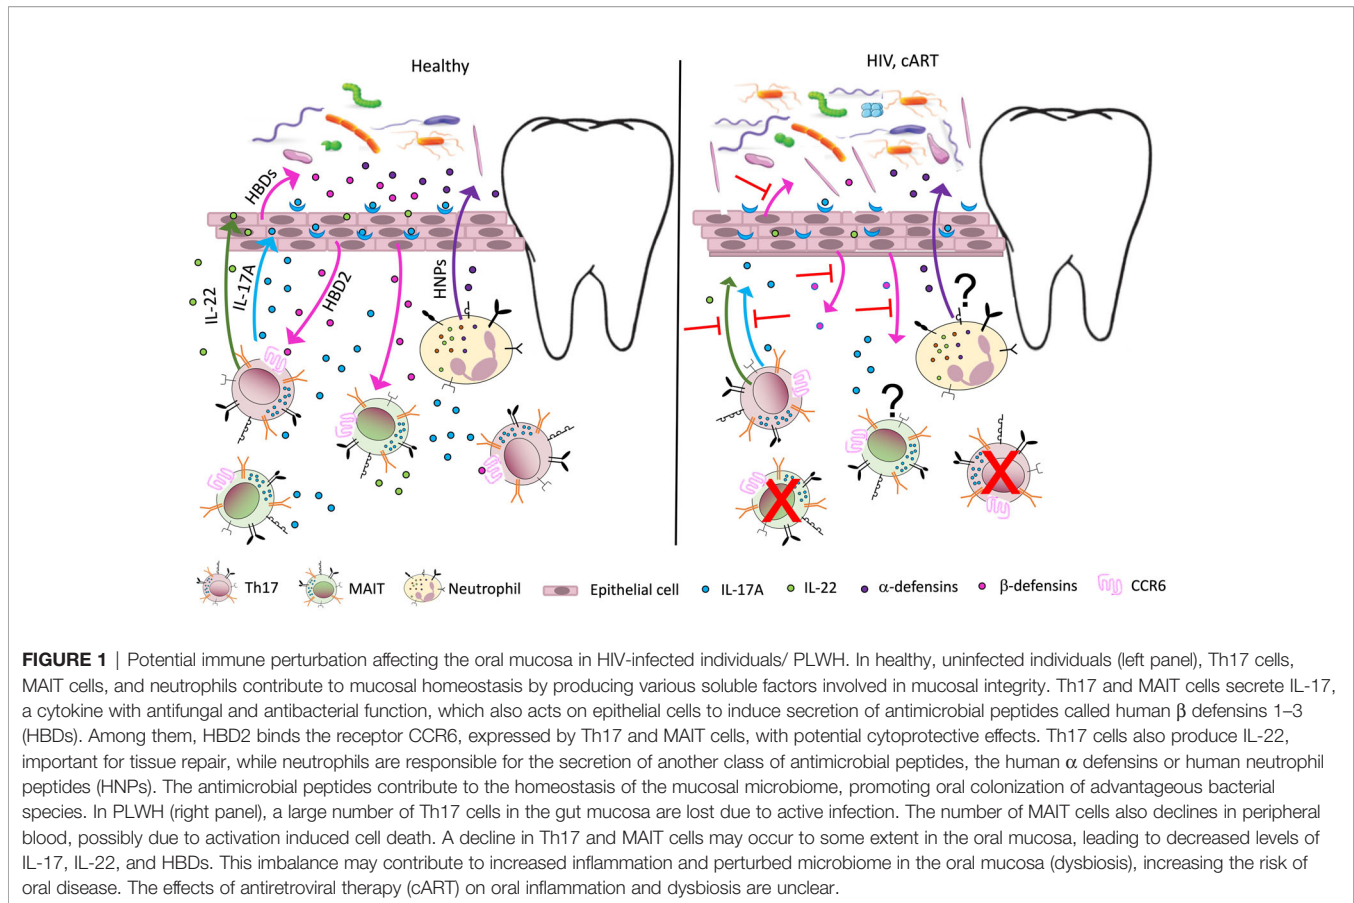 Healthy
HIV, cART
HBDs
IL-22
IL-17A
HBD2
HNPs
?
?
X
X
Th17
MAIT
Neutrophil
Epithelial cell
IL-17A
IL-22
α-defensins
β-defensins
CCR6
FIGURE 1 | Potential immune perturbation affecting the oral mucosa in HIV-infected individuals/ PLWH. In healthy, uninfected individuals (left panel), Th17 cells,
MAIT cells, and neutrophils contribute to mucosal homeostasis by producing various soluble factors involved in mucosal integrity. Th17 and MAIT cells secrete IL-17,
a cytokine with antifungal and antibacterial function, which also acts on epithelial cells to induce secretion of antimicrobial peptides called human β defensins 1–3
(HBDs). Among them, HBD2 binds the receptor CCR6, expressed by Th17 and MAIT cells, with potential cytoprotective effects. Th17 cells also produce IL-22,
important for tissue repair, while neutrophils are responsible for the secretion of another class of antimicrobial peptides, the human α defensins or human neutrophil
peptides (HNPs). The antimicrobial peptides contribute to the homeostasis of the mucosal microbiome, promoting oral colonization of advantageous bacterial
species. In PLWH (right panel), a large number of Th17 cells in the gut mucosa are lost due to active infection. The number of MAIT cells also declines in peripheral
blood, possibly due to activation induced cell death. A decline in Th17 and MAIT cells may occur to some extent in the oral mucosa, leading to decreased levels of
IL-17, IL-22, and HBDs. This imbalance may contribute to increased inflammation and perturbed microbiome in the oral mucosa (dysbiosis), increasing the risk of
oral disease. The effects of antiretroviral therapy (cART) on oral inflammation and dysbiosis are unclear.